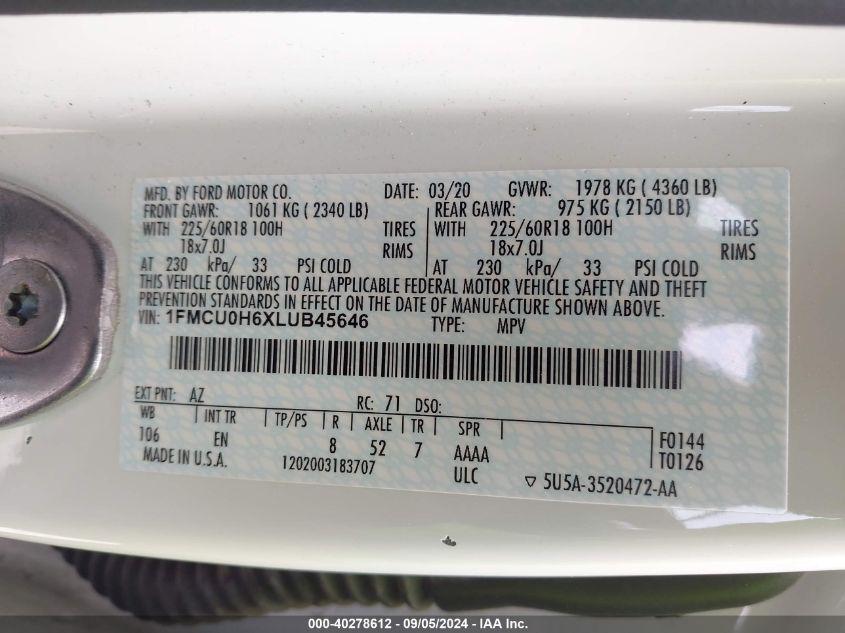 MFD. BY FORD MOTOR CO. DATE: 03/20 GVWR: 1978 KG ( 4360 LB)
FRONT GAWR: 1061 KG ( 2340 LB) REAR GAWR: 975 KG ( 2150 LB)
WITH 225/60R18 100H TIRES WITH 225/60R18 100H TIRES
18x7.0J RIMS 18x7.0J RIMS
AT 230 kPa/ 33 PSI COLD AT 230 kPa/ 33 PSI COLD
THIS VEHICLE CONFORMS TO ALL APPLICABLE FEDERAL MOTOR VEHICLE SAFETY AND THEFT
PREVENTION STANDARDS IN EFFECT ON THE DATE OF MANUFACTURE SHOWN ABOVE.
VIN: 1FMCU0H6XLUB45646 TYPE: MPV
EXT PNT: AZ RC: 71 DSO:
WB INT TR TP/PS R AXLE TR SPR
106 EN 8 52 7 AAAA F0144
MADE IN U.S.A. 1202003183707 ULC T0126
5U5A-3520472-AA
000-40278612 - 09/05/2024 - IAA Inc.